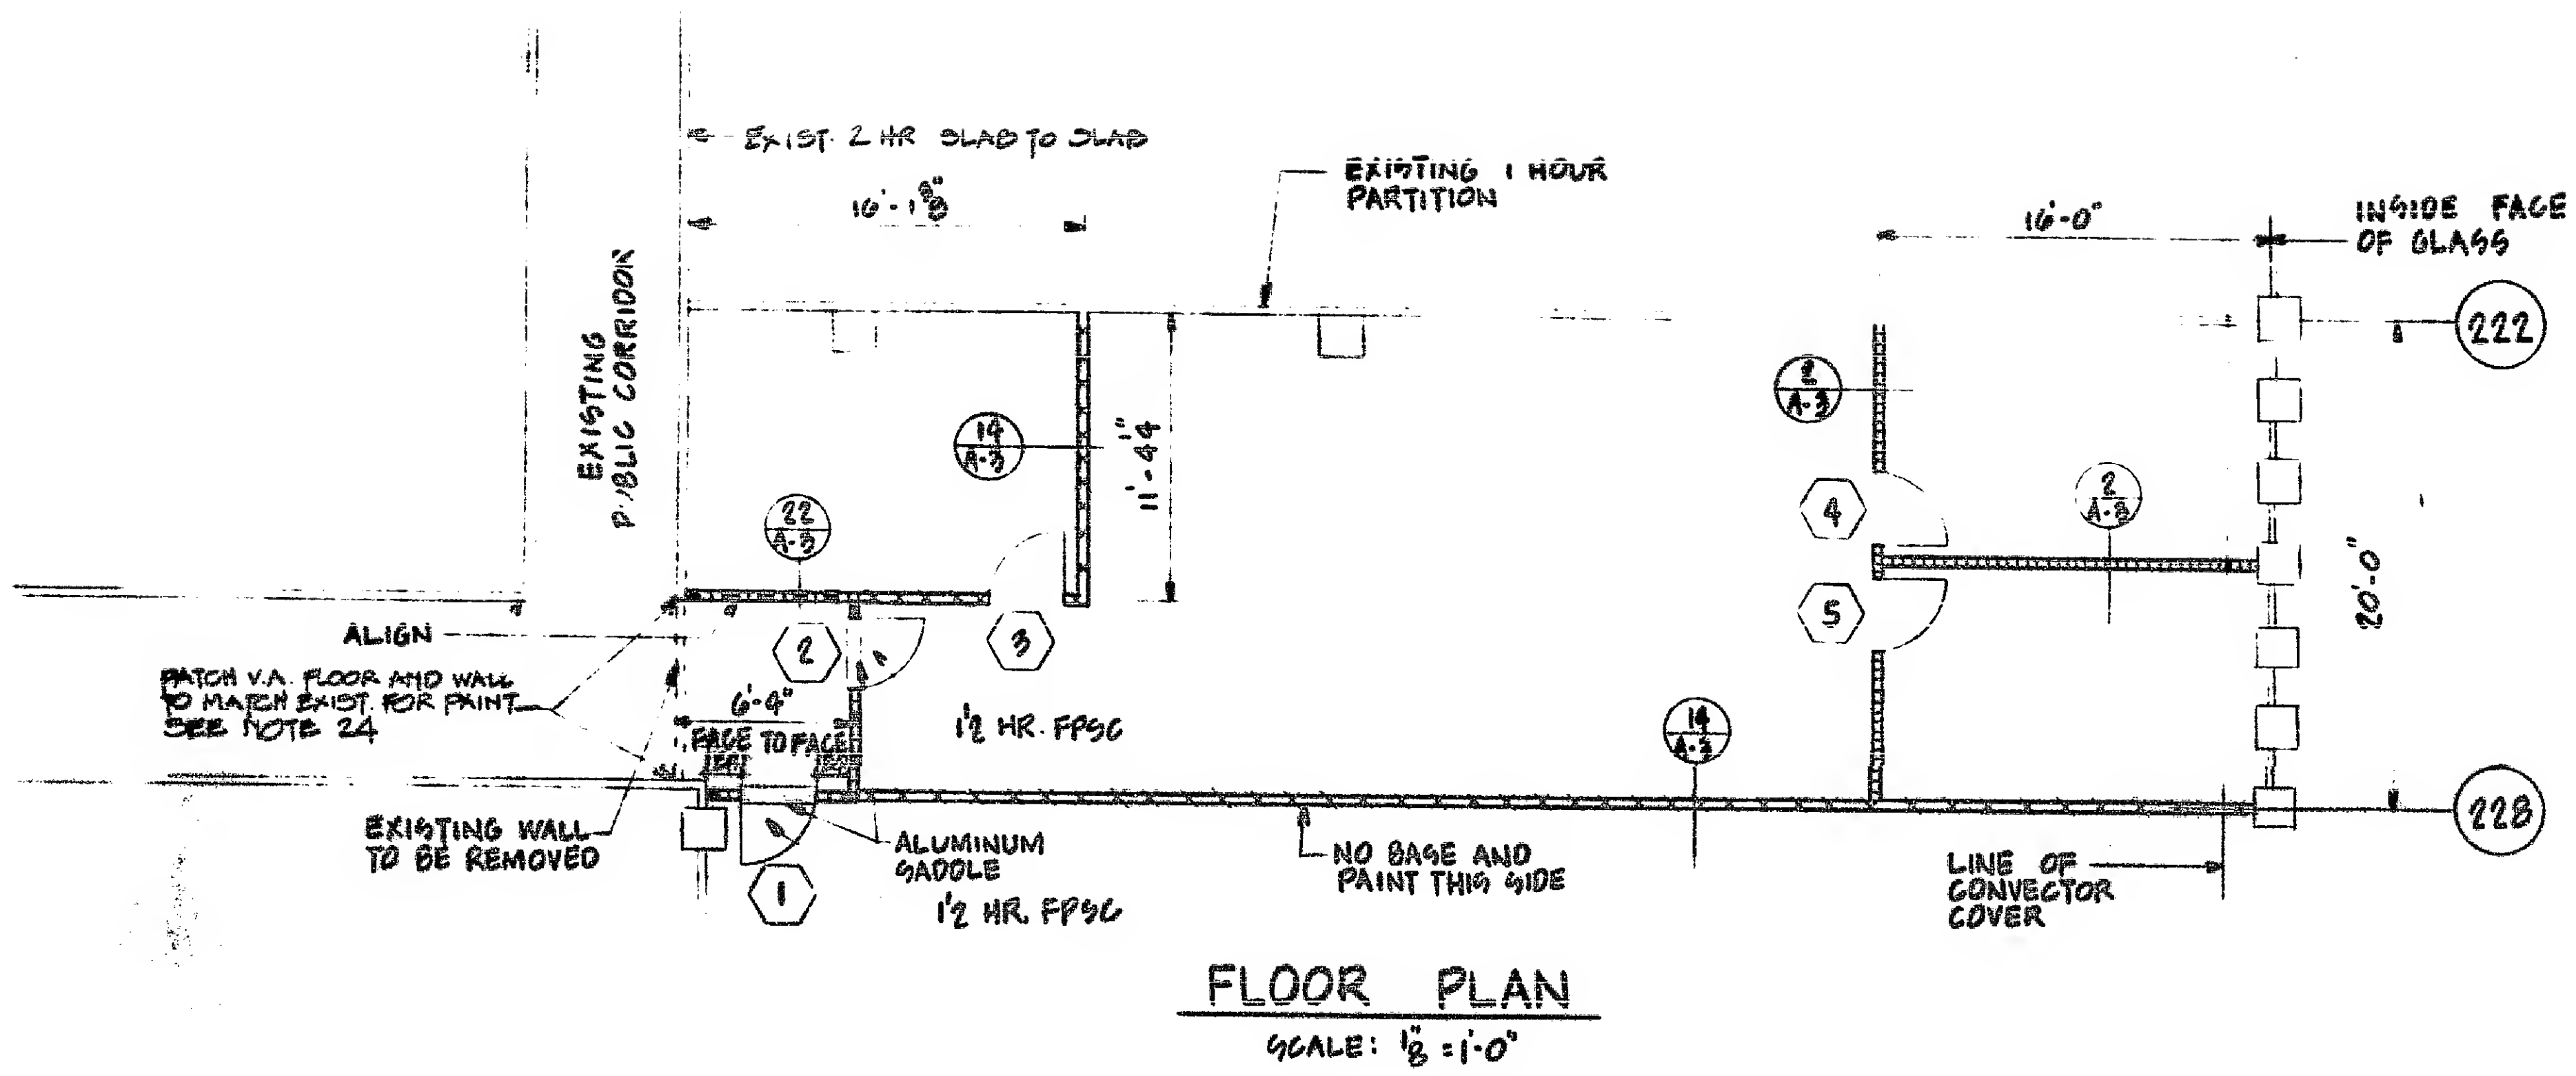 EXIST. 2 HR SLAB TO SLAB
16'-1 3/8"
EXISTING 1 HOUR
PARTITION
16'-0"
INSIDE FACE
OF GLASS
222
EXISTING
PUBLIC CORRIDOR
2
A-3
14
A-3
11'-4 1/4"
4
2
A-3
22
A-3
5
20'-0"
ALIGN
2
3
PATCH V.A. FLOOR AND WALL
TO MATCH EXIST. FOR PAINT
SEE NOTE 24
6'-4"
FACE TO FACE
1 1/2 HR. FPSC
14
A-3
EXISTING WALL
TO BE REMOVED
ALUMINUM
SADDLE
1
1 1/2 HR. FPSC
NO BASE AND
PAINT THIS SIDE
LINE OF
CONVECTOR
COVER
228
FLOOR PLAN
SCALE: 1/8" = 1'-0"